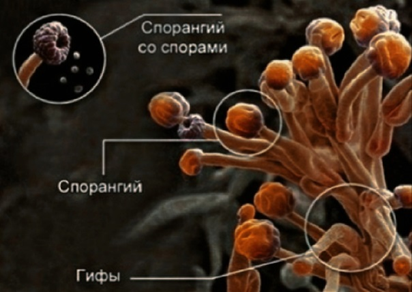 Спорангий
со спорами
Спорангий
Гифы